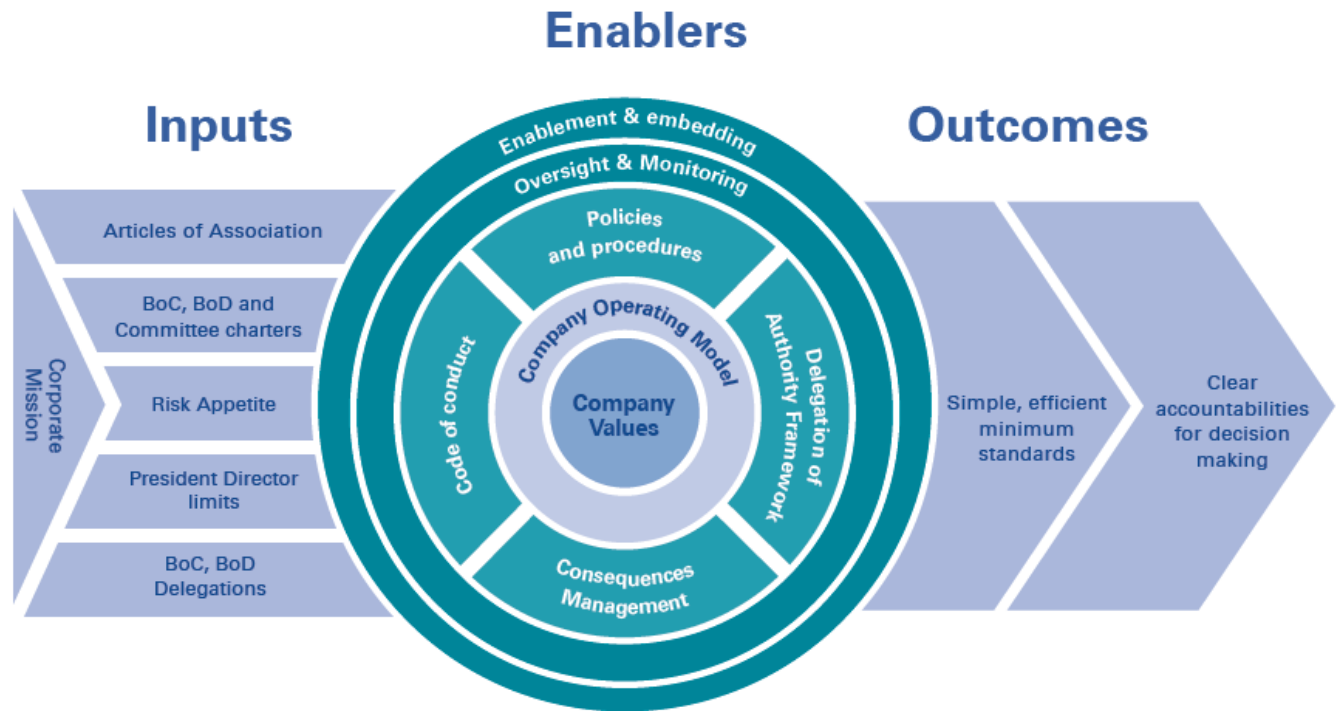 Enablers
Inputs
Outcomes
Corporate
Mission
Articles of Association
BoC, BoD and
Committee charters
Risk Appetite
President Director
limits
BoC, BoD
Delegations
Enablement & embedding
Oversight & Monitoring
Policies
and procedures
Code of conduct
Company Operating Model
Company
Values
Delegation of
Authority Framework
Consequences
Management
Simple, efficient
minimum
standards
Clear
accountabilities
for decision
making